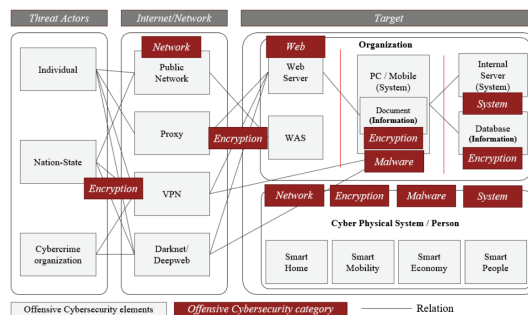 Threat Actors
Internet/Network
Target
Individual
Nation-State
Cybercrime
organization
Network
Public
Network
Proxy
VPN
Darknet/
Deepweb
Encryption
Encryption
Web
Web
Server
WAS
Organization
PC / Mobile
(System)
Document
(Information)
Encryption
Malware
Internal
Server
(System)
System
Database
(Information)
Encryption
Network
Encryption
Malware
System
Cyber Physical System / Person
Smart
Home
Smart
Mobility
Smart
Economy
Smart
People
Offensive Cybersecurity elements
Offensive Cybersecurity category
Relation